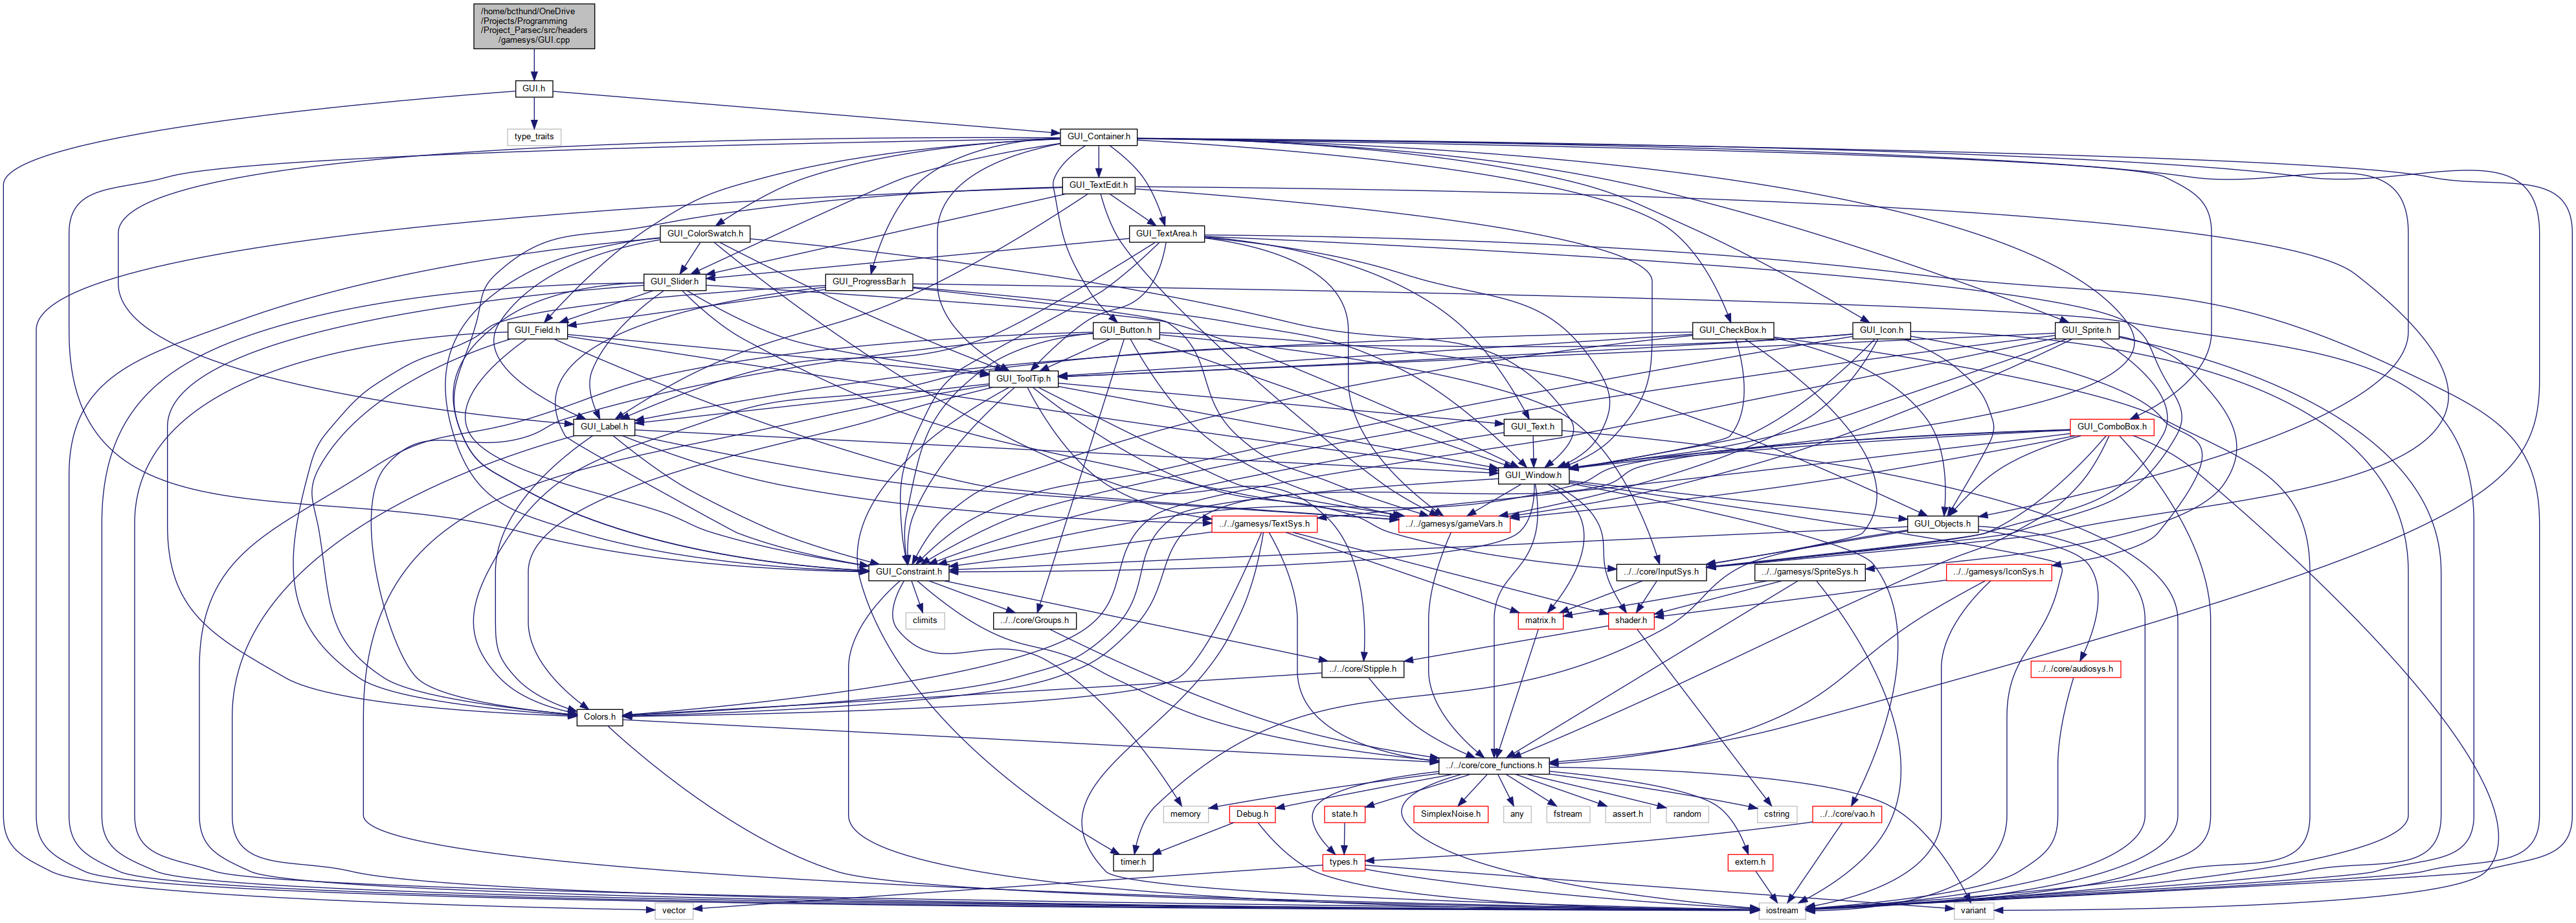 /home/bcthund/OneDrive
/Projects/Programming
/Project_Parsec/src/headers
/gamesys/GUI.cpp
GUI.h
type_traits
GUI_Container.h
GUI_TextEdit.h
GUI_ColorSwatch.h
GUI_TextArea.h
GUI_Slider.h
GUI_ProgressBar.h
GUI_Field.h
GUI_Button.h
GUI_CheckBox.h
GUI_Icon.h
GUI_Sprite.h
GUI_ToolTip.h
GUI_Label.h
GUI_Text.h
GUI_ComboBox.h
GUI_Window.h
../../gamesys/TextSys.h
../../gamesys/gameVars.h
GUI_Objects.h
GUI_Constraint.h
../../core/InputSys.h
../../gamesys/SpriteSys.h
../../gamesys/IconSys.h
climits
../../core/Groups.h
matrix.h
shader.h
../../core/Stipple.h
../../core/audiosys.h
Colors.h
../../core/core_functions.h
memory
Debug.h
state.h
SimplexNoise.h
any
fstream
assert.h
random
cstring
../../core/vao.h
timer.h
types.h
extern.h
vector
iostream
variant